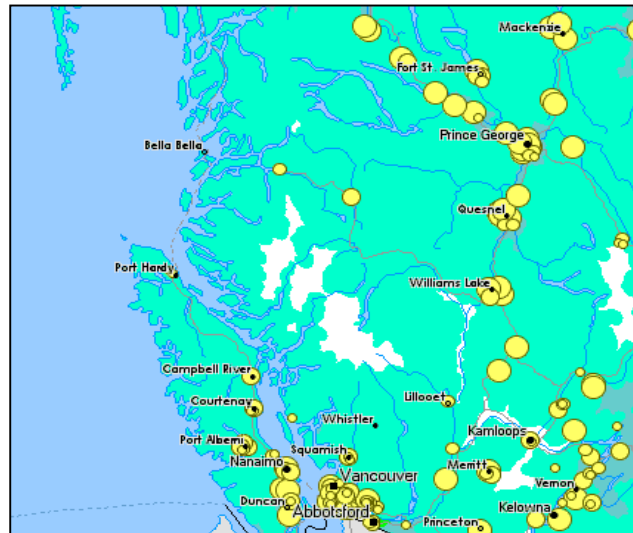 Mackenzie
Fort St. James
Prince George
Bella Bella
Quesnel
Port Hardy
Williams Lake
Campbell River
Lillooet
Courtenay
Whistler
Kamloops
Port Alberni
Squamish
Nanaimo
Merritt
Vancouver
Vernon
Duncan
Abbotsford
Kelowna
Princeton